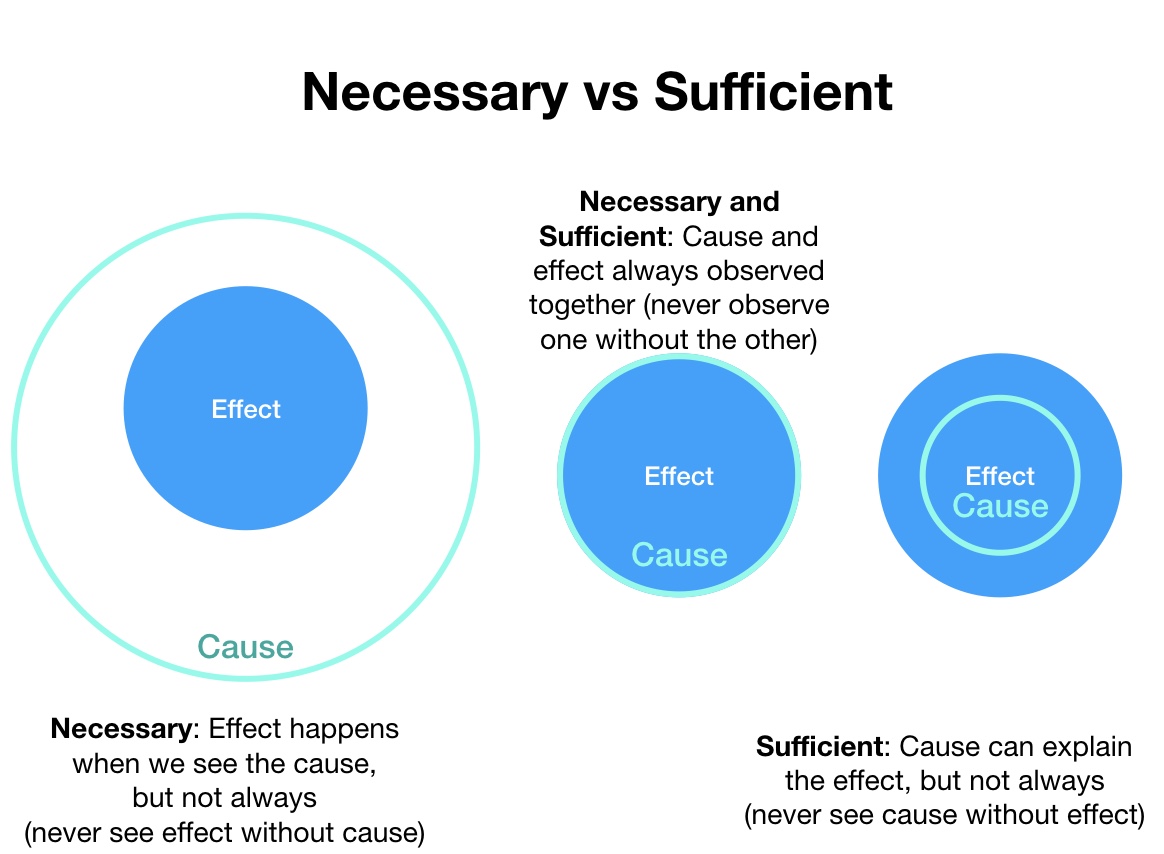 Necessary vs Sufficient
Effect
Cause
Necessary: Effect happens
when we see the cause,
but not always
(never see effect without cause)
Necessary and
Sufficient: Cause and
effect always observed
together (never observe
one without the other)
Effect
Cause
Effect
Cause
Sufficient: Cause can explain
the effect, but not always
(never see cause without effect)